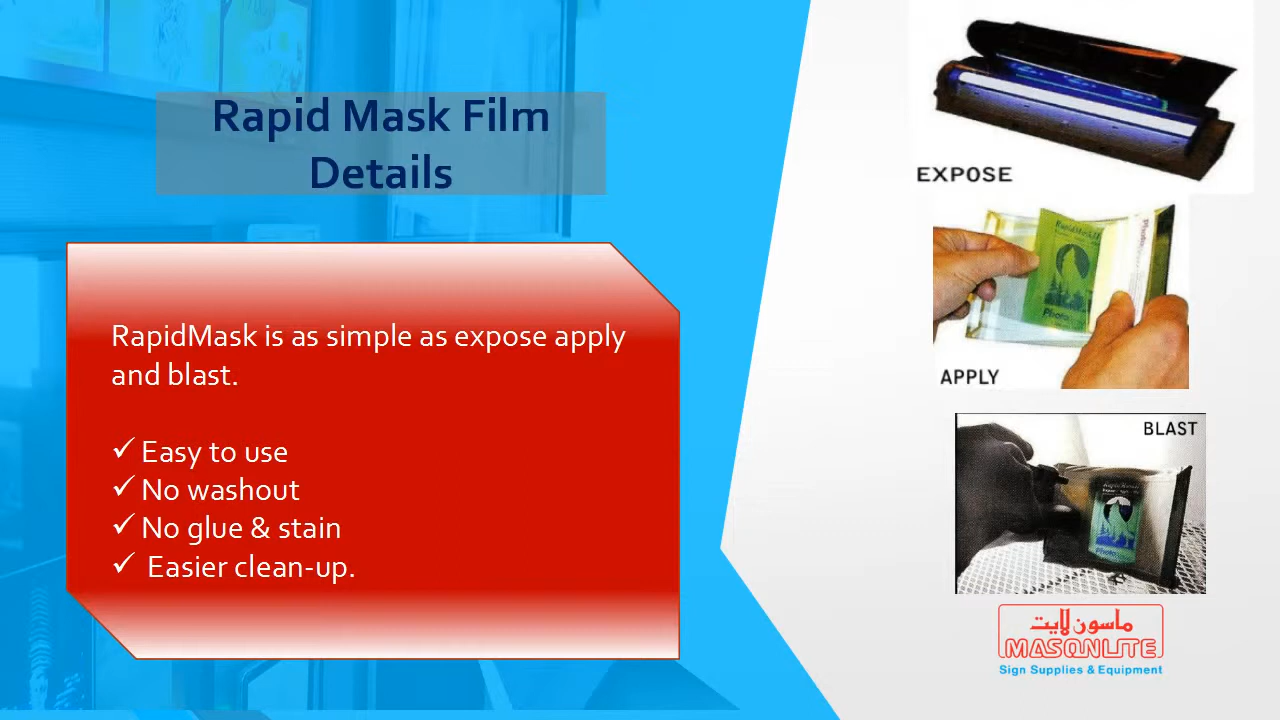 Rapid Mask Film
Details
RapidMask is as simple as expose apply
and blast.
✓ Easy to use
✓ No washout
✓ No glue & stain
✓ Easier clean-up.
EXPOSE
APPLY
BLAST
ماسون لايت
MASONLITE
Sign Supplies & Equipment